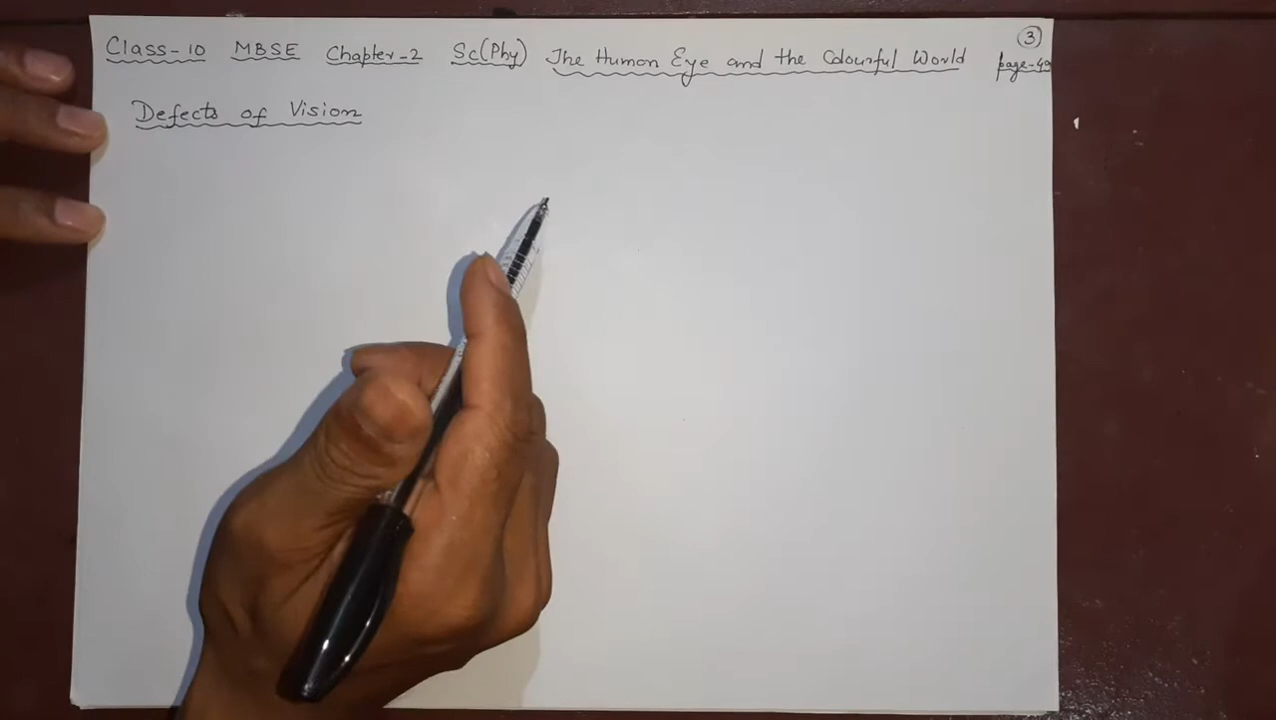 3
Class-10 MBSE Chapter-2 Sc(Phy) The Human Eye and the Colourful World page-49
Defects of Vision